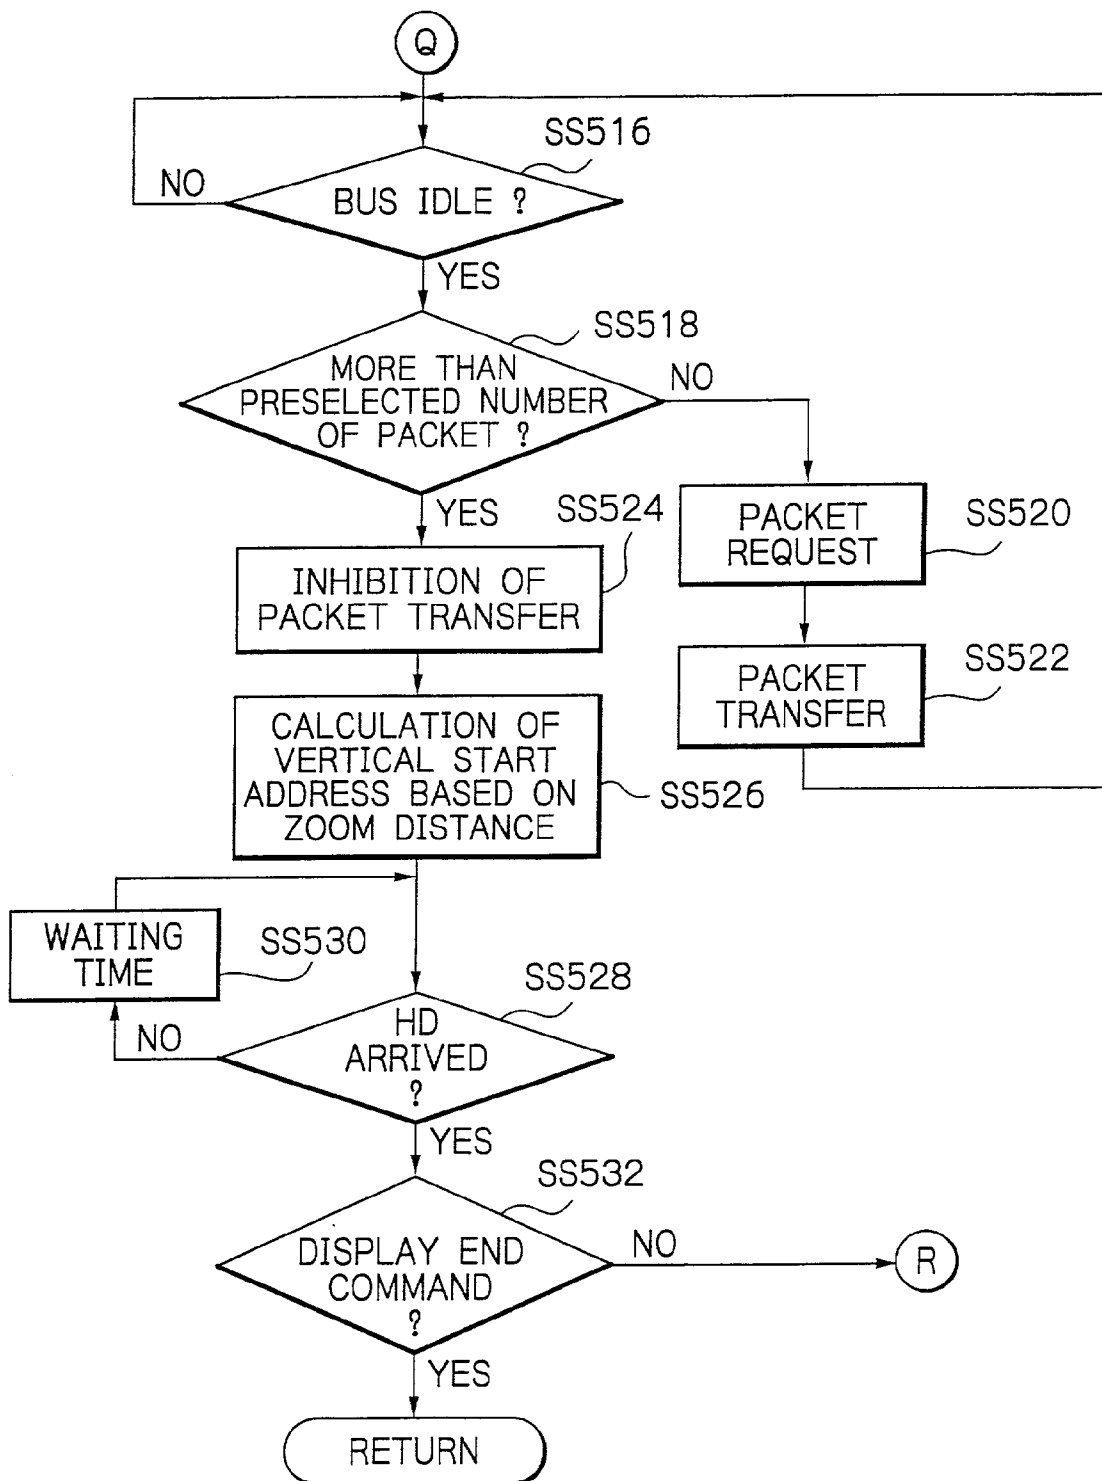 Q
SS516
NO
BUS IDLE ?
YES
SS518
MORE THAN
PRESELECTED NUMBER
OF PACKET ?
NO
YES
SS524
PACKET
REQUEST
SS520
INHIBITION OF
PACKET TRANSFER
PACKET
TRANSFER
SS522
CALCULATION OF
VERTICAL START
ADDRESS BASED ON
ZOOM DISTANCE
SS526
WAITING
TIME
SS530
SS528
NO
HD
ARRIVED
?
YES
SS532
DISPLAY END
COMMAND
?
NO
R
YES
RETURN